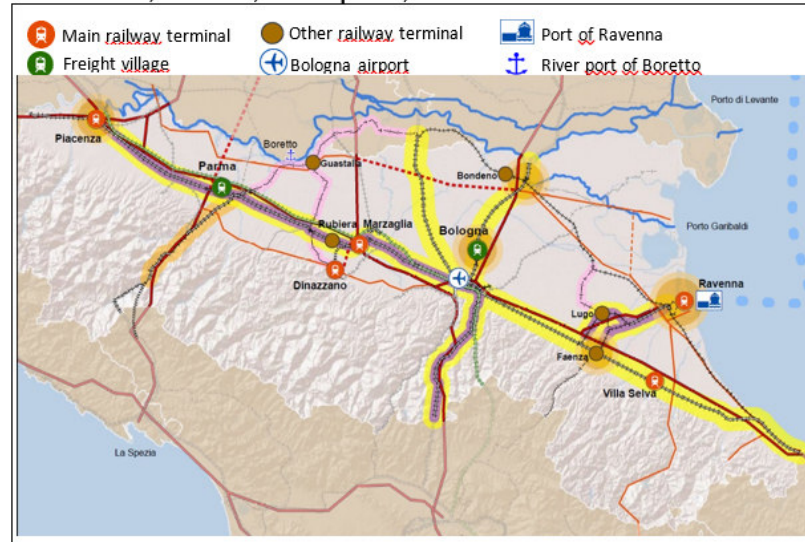 Main railway terminal
Other railway terminal
Port of Ravenna
Freight village
Bologna airport
River port of Boretto
Porto di Levante
Piacenza
Boretto
Parma
Guastalla
Bondeno
Porto Garibaldi
Rubiera
Marzaglia
Bologna
Dinazzano
Ravenna
Lugo
Faenza
Villa Selva
La Spezia